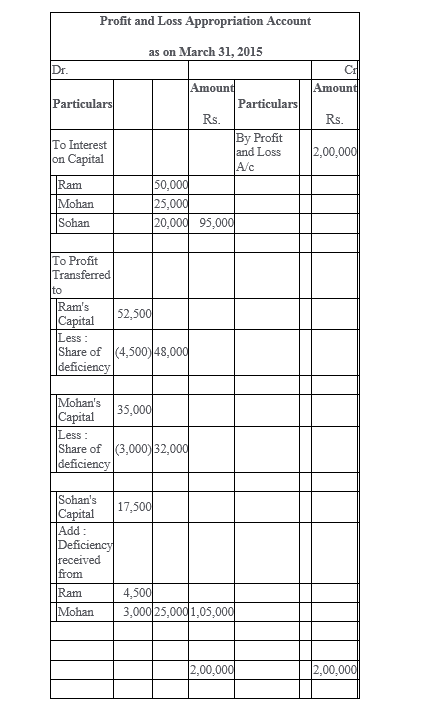 Profit and Loss Appropriation Account
as on March 31, 2015
Dr. Cr
Particulars Amount Rs. Particulars Amount Rs.
To Interest on Capital By Profit and Loss A/c 2,00,000
Ram 50,000
Mohan 25,000
Sohan 20,000 95,000
To Profit Transferred to
Ram's Capital 52,500
Less : Share of deficiency (4,500) 48,000
Mohan's Capital 35,000
Less : Share of deficiency (3,000) 32,000
Sohan's Capital 17,500
Add : Deficiency received from
Ram 4,500
Mohan 3,000 25,000 1,05,000
2,00,000 2,00,000